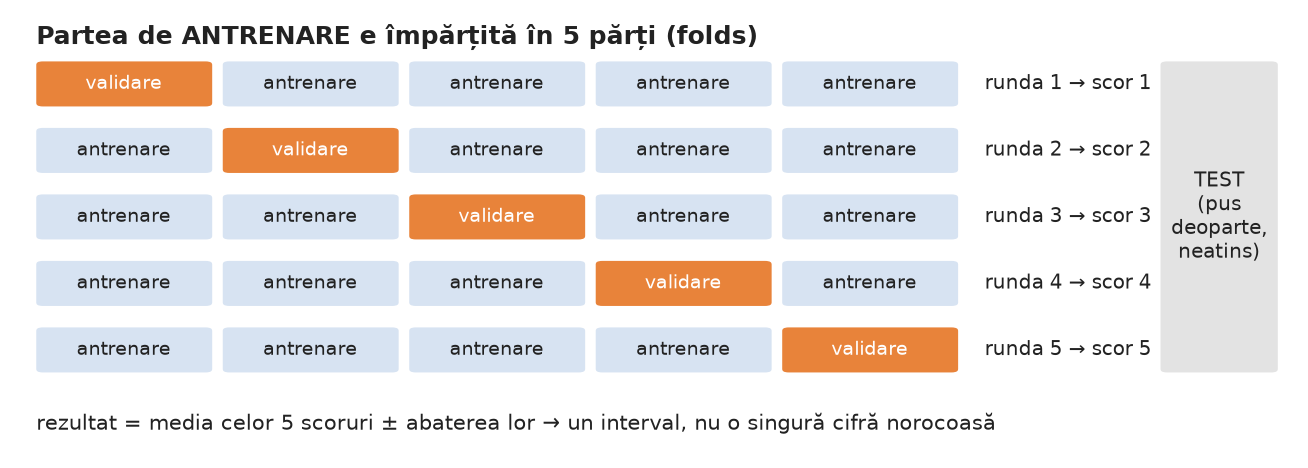 Partea de ANTRENARE e împărțită în 5 părți (folds)
validare antrenare antrenare antrenare antrenare runda 1 → scor 1
antrenare validare antrenare antrenare antrenare runda 2 → scor 2
antrenare antrenare validare antrenare antrenare runda 3 → scor 3
antrenare antrenare antrenare validare antrenare runda 4 → scor 4
antrenare antrenare antrenare antrenare validare runda 5 → scor 5
TEST
(pus
deoparte,
neatins)
rezultat = media celor 5 scoruri ± abaterea lor → un interval, nu o singură cifră norocoasă